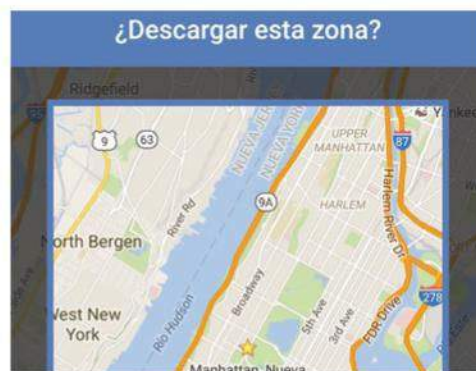 ¿Descargar esta zona?
Ridgefield
9
63
NUEVA JERSEY
NUEVA YORK
UPPER
MANHATTAN
87
Yankee
9A
HARLEM
Harlem River Dr.
River Rd
North Bergen
278
West New
York
Río Hudson
Broadway
5th Ave
3rd Ave
FDR Drive
Manhattan, Nueva